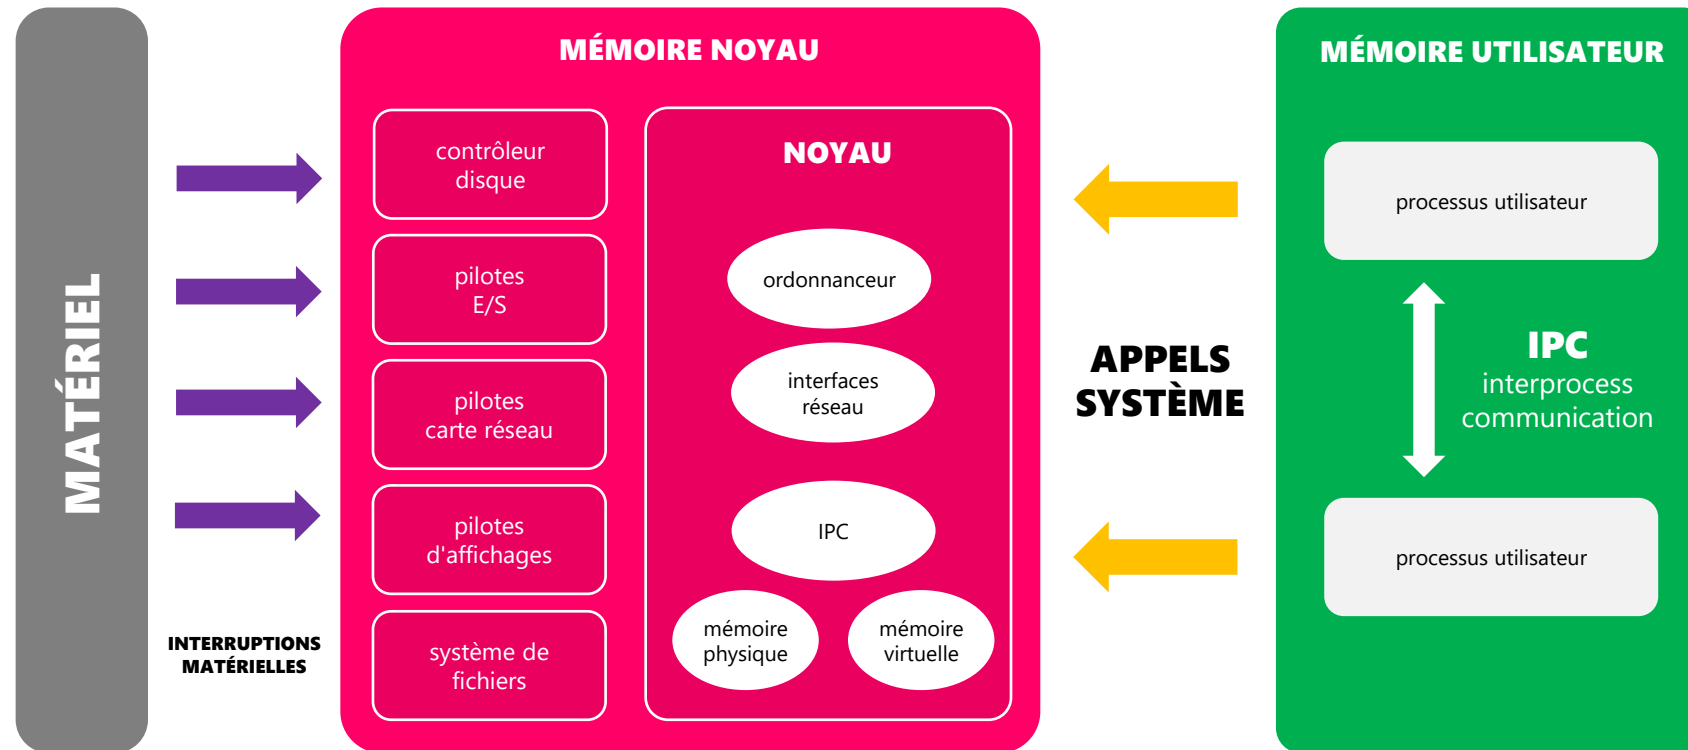 MATÉRIEL
INTERRUPTIONS
MATÉRIELLES
MÉMOIRE NOYAU
contrôleur
disque
pilotes
E/S
pilotes
carte réseau
pilotes
d'affichages
système de
fichiers
NOYAU
ordonnanceur
interfaces
réseau
IPC
mémoire
physique
mémoire
virtuelle
APPELS
SYSTÈME
MÉMOIRE UTILISATEUR
processus utilisateur
IPC
interprocess
communication
processus utilisateur